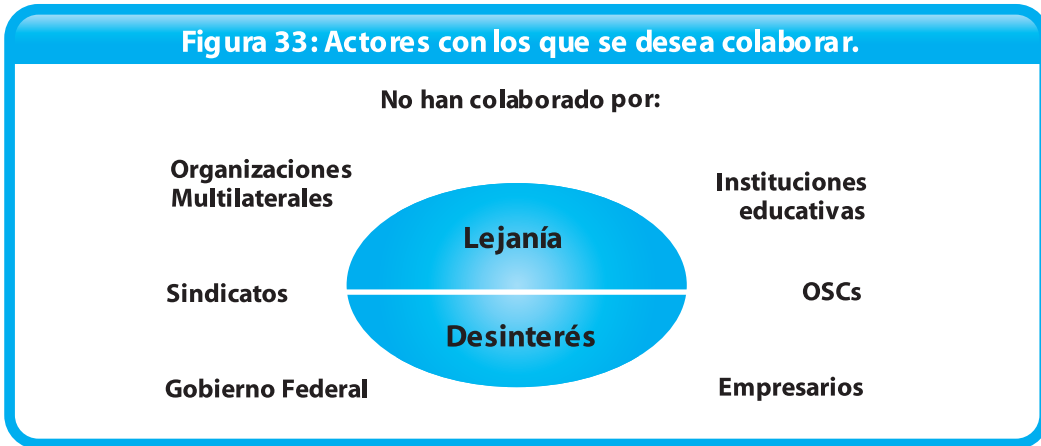 Figura 33: Actores con los que se desea colaborar.
No han colaborado por:
Organizaciones
Multilaterales
Instituciones
educativas
Lejanía
Sindicatos
OSCs
Desinterés
Gobierno Federal
Empresarios